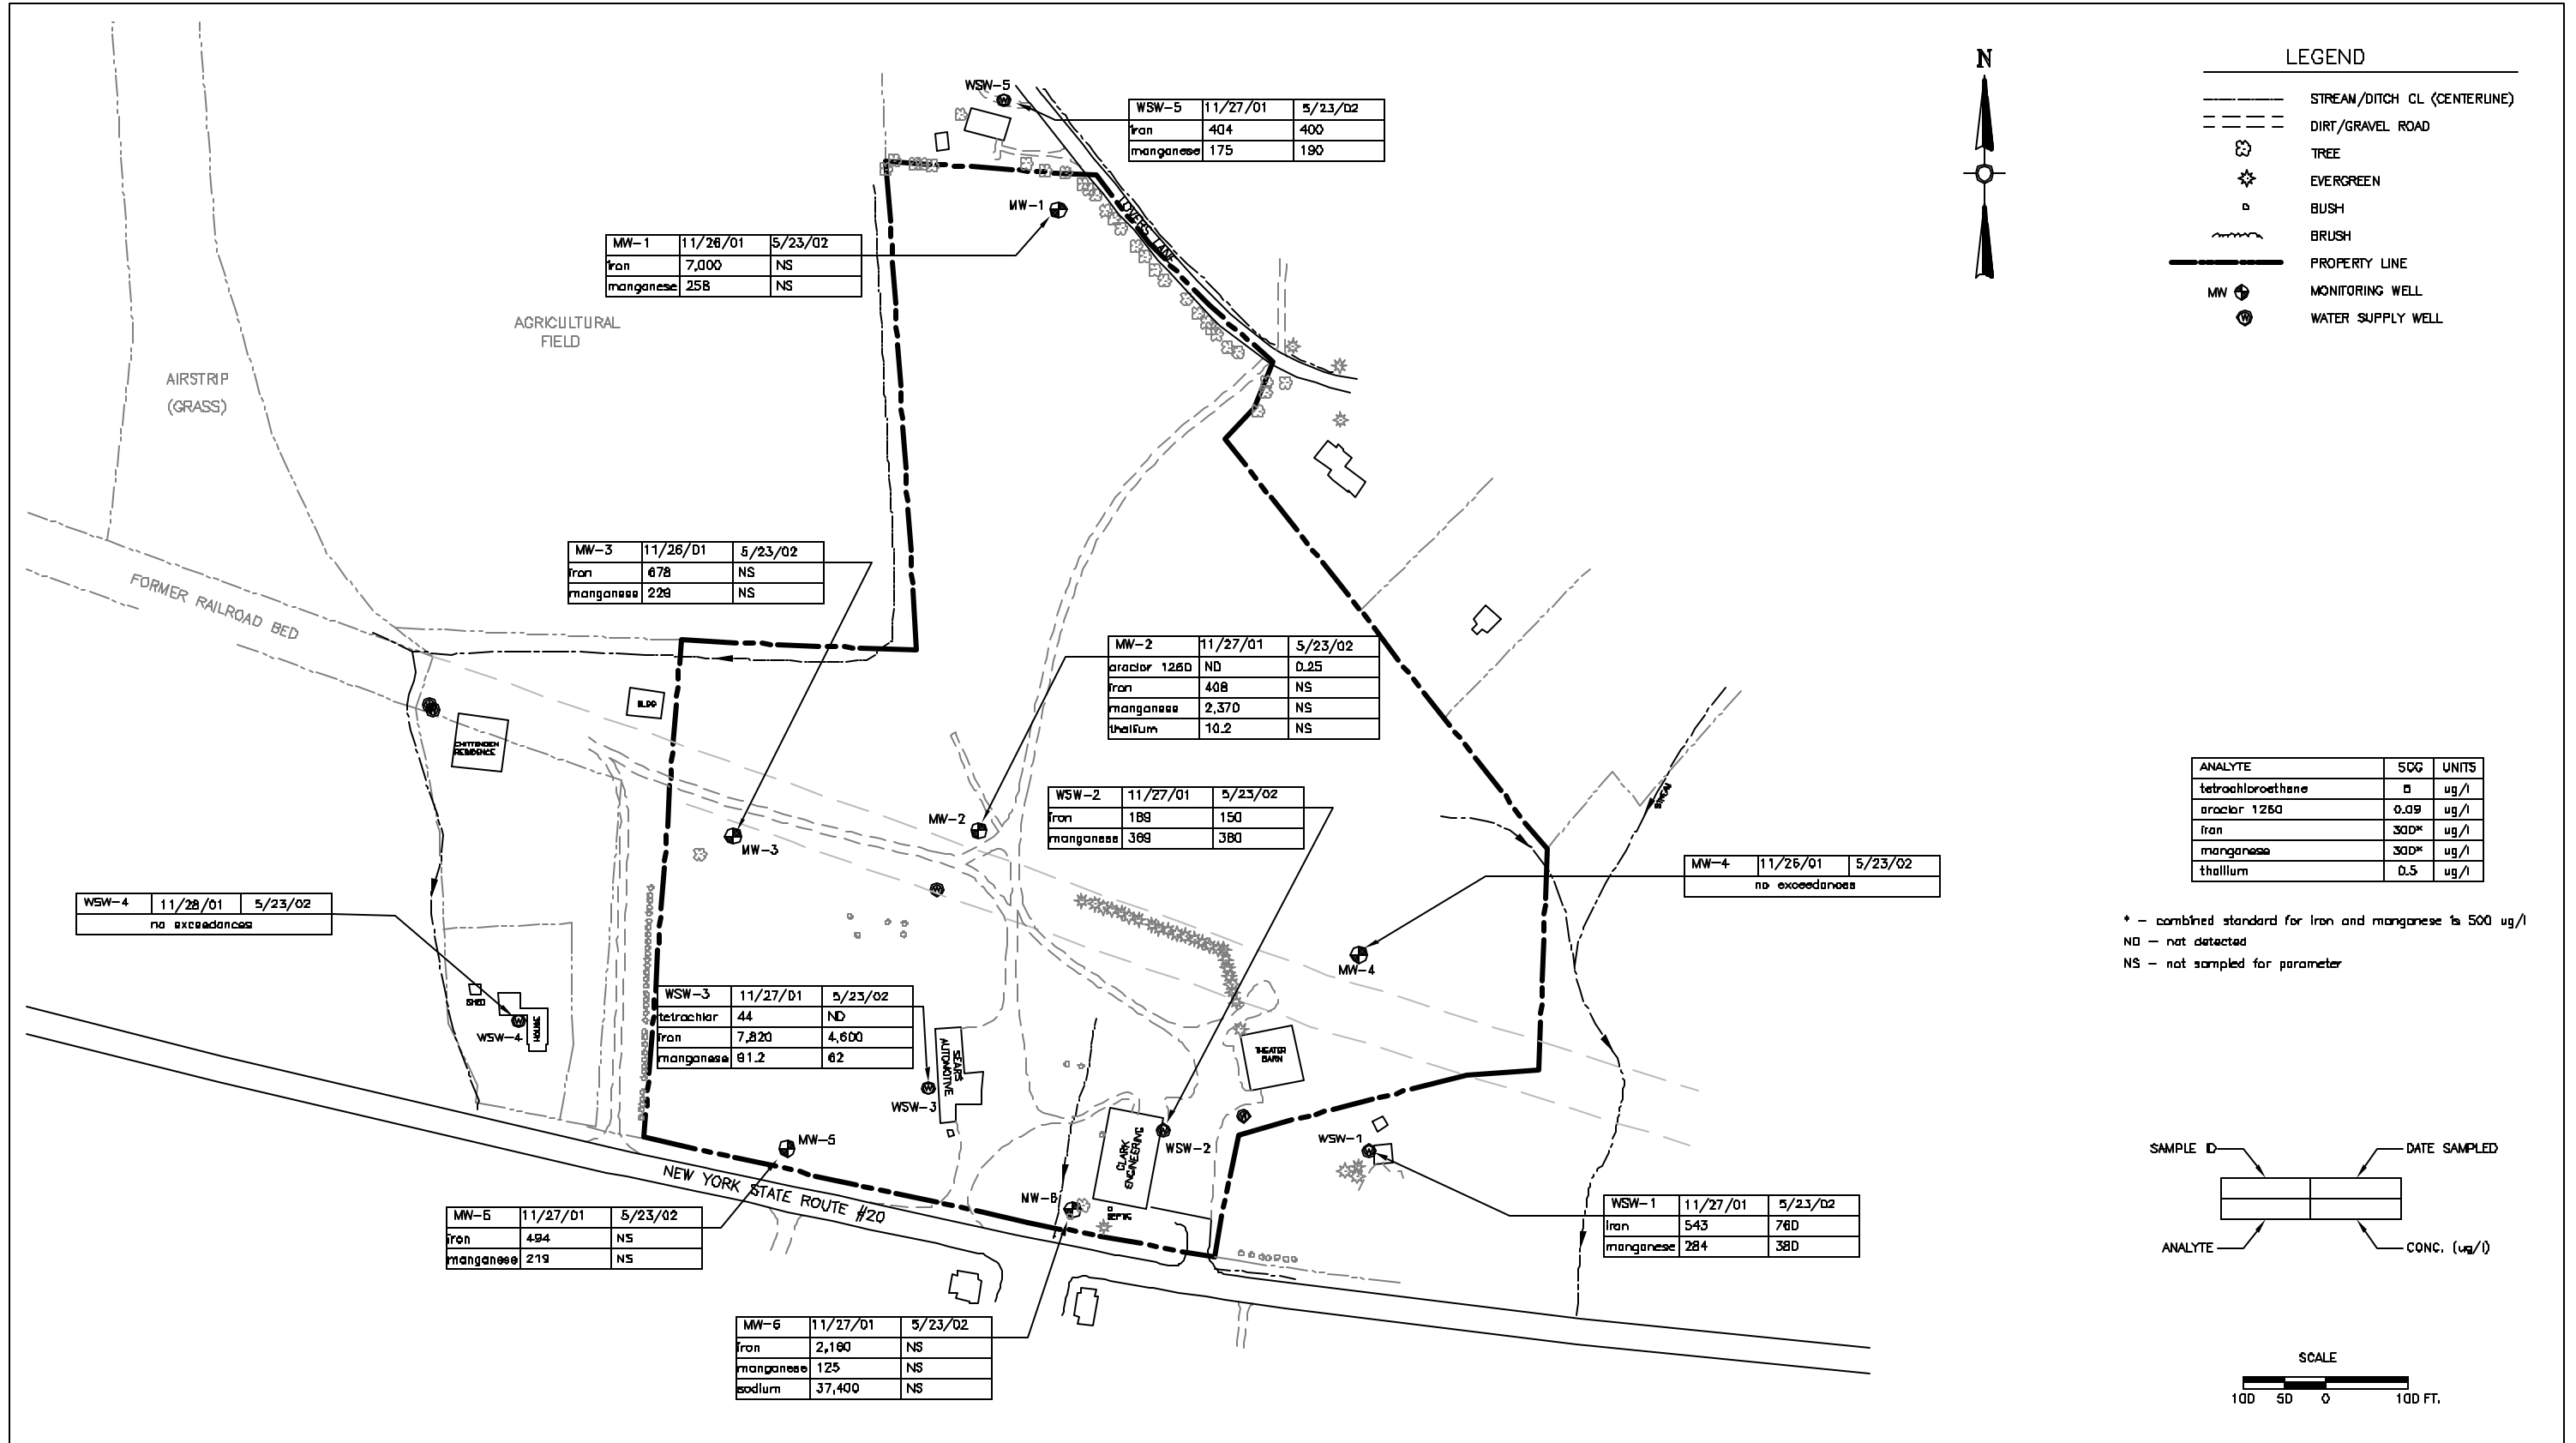 N
LEGEND
STREAM/DITCH CL (CENTERLINE)
DIRT/GRAVEL ROAD
TREE
EVERGREEN
BUSH
BRUSH
PROPERTY LINE
MW MONITORING WELL
WATER SUPPLY WELL
WSW-5
WSW-5 11/27/01 5/23/02
iron 404 400
manganese 175 190
MW-1
LOVERS LANE
MW-1 11/26/01 5/23/02
iron 7,000 NS
manganese 258 NS
AGRICULTURAL
FIELD
AIRSTRIP
(GRASS)
FORMER RAILROAD BED
MW-3 11/26/01 5/23/02
iron 678 NS
manganese 229 NS
MW-2 11/27/01 5/23/02
aroclor 1260 ND 0.25
iron 408 NS
manganese 2,370 NS
thallium 10.2 NS
BLDG
CHITTENDEN
RESIDENCE
WSW-2 11/27/01 5/23/02
iron 189 150
manganese 369 380
MW-2
MW-3
STREAM
ANALYTE SCG UNITS
tetrachloroethene 5 ug/l
aroclor 1260 0.09 ug/l
iron 300* ug/l
manganese 300* ug/l
thallium 0.5 ug/l
* - combined standard for iron and manganese is 500 ug/l
ND - not detected
NS - not sampled for parameter
MW-4 11/26/01 5/23/02
no exceedances
MW-4
WSW-4 11/28/01 5/23/02
no exceedances
SHED
HOUSE
WSW-4
WSW-3 11/27/01 5/23/02
tetrachlor 44 ND
iron 7,820 4,600
manganese 61.2 62
SEARS
AUTOMOTIVE
WSW-3
THEATER
BARN
CLARK
ENGINEERING
WSW-2
WSW-1
MW-5
MW-6
SEPTIC
NEW YORK STATE ROUTE #20
MW-5 11/27/01 5/23/02
iron 494 NS
manganese 219 NS
WSW-1 11/27/01 5/23/02
iron 543 760
manganese 284 380
MW-6 11/27/01 5/23/02
iron 2,160 NS
manganese 125 NS
sodium 37,400 NS
SAMPLE ID DATE SAMPLED
ANALYTE CONC. (ug/l)
SCALE
100 50 0 100 FT.